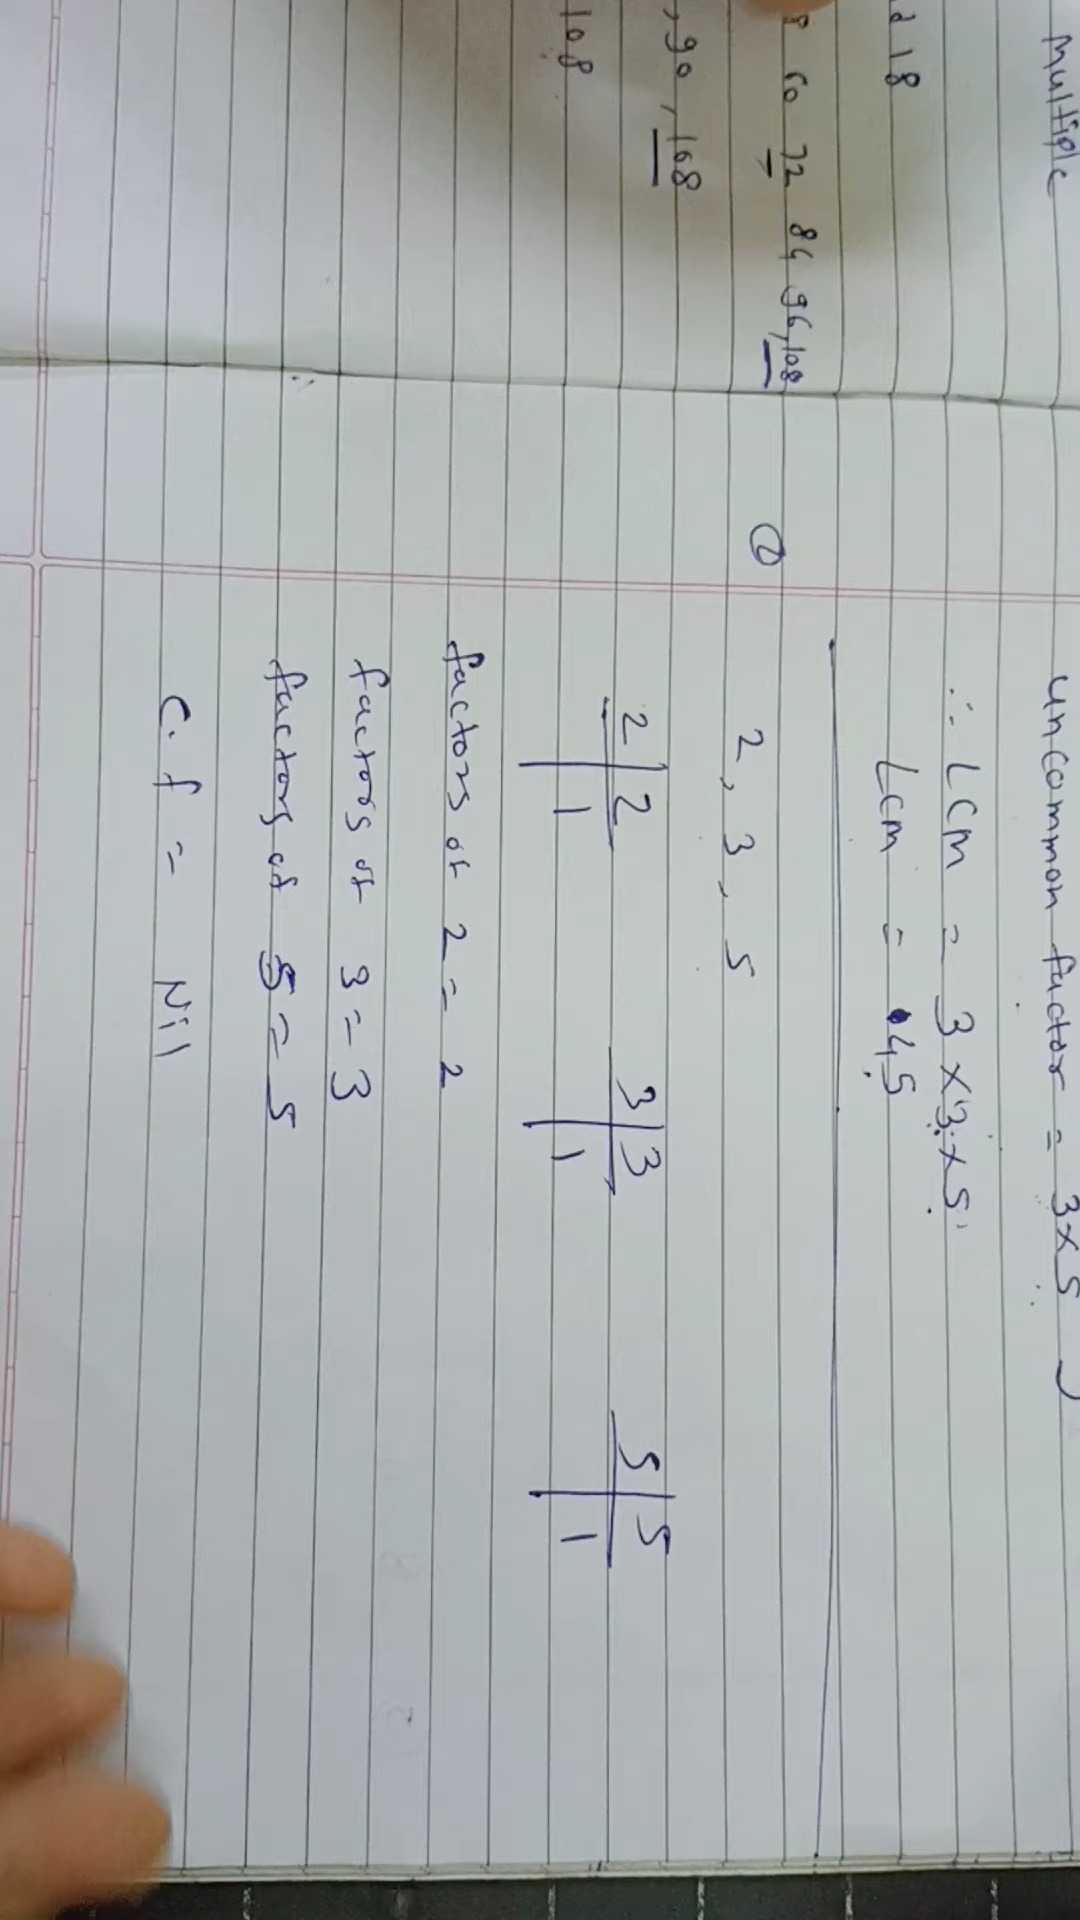 multiple
18
60 72 84 96, 108
, 90, 108
108
uncommon factor = 3 x 5
∴ LCM = 3 x 3 x 5
LCM = 45
② 2, 3, 5
2 2 3 3 5 5
1 1 1
factors of 2 = 2
factors of 3 = 3
factors of 5 = 5
C.f = Nil